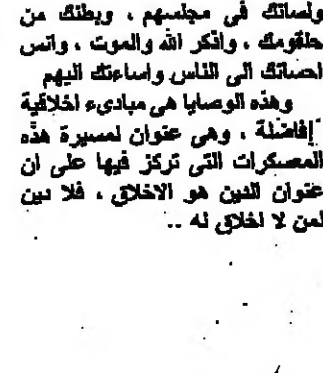 ولسانك فى مجلسهم ، وبطنك من
حلقومك ، واذكر الله والموت ، وانس
احسانك الى الناس واساءتك اليهم
وهذه الوصايا هى مبادىء اخلاقية
فاضلة ، وهى عنوان لمسيرة هذه
المعسكرات التى تركز فيها على ان
عنوان الدين هو الاخلاق ، فلا دين
لمن لا اخلاق له ..